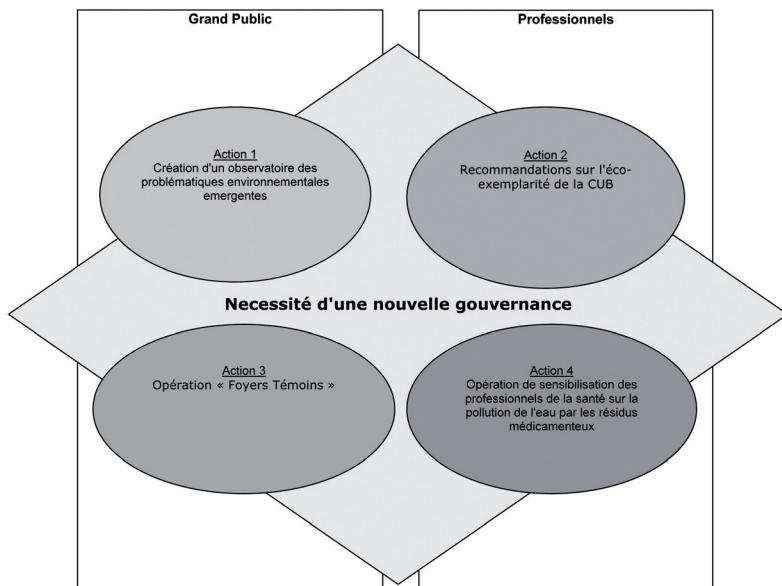 Grand Public
Professionnels
Action 1
Création d'un observatoire des
problématiques environnementales
emergentes
Action 2
Recommandations sur l'éco-
exemplarité de la CUB
Necessité d'une nouvelle gouvernance
Action 3
Opération « Foyers Témoins »
Action 4
Opération de sensibilisation des
professionnels de la santé sur la
pollution de l'eau par les résidus
médicamenteux